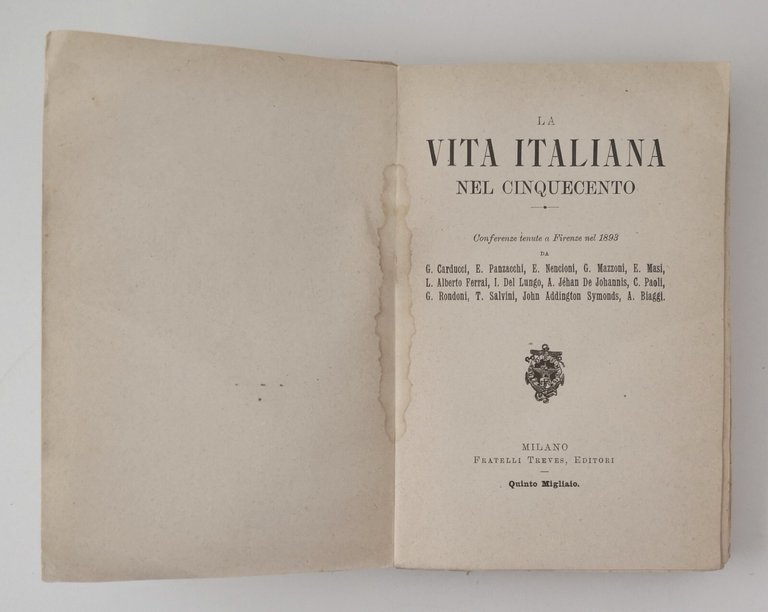 LA
VITA ITALIANA
NEL CINQUECENTO
Conferenze tenute a Firenze nel 1893
DA
G. Carducci, E. Panzacchi, E. Nencioni, G. Mazzoni, E. Masi,
L. Alberto Ferrai, I. Del Lungo, A. Jéhan De Johannis, C. Paoli,
G. Rondoni, T. Salvini, John Addington Symonds, A. Biaggi.
MILANO
FRATELLI TREVES, EDITORI
Quinto Migliaio.